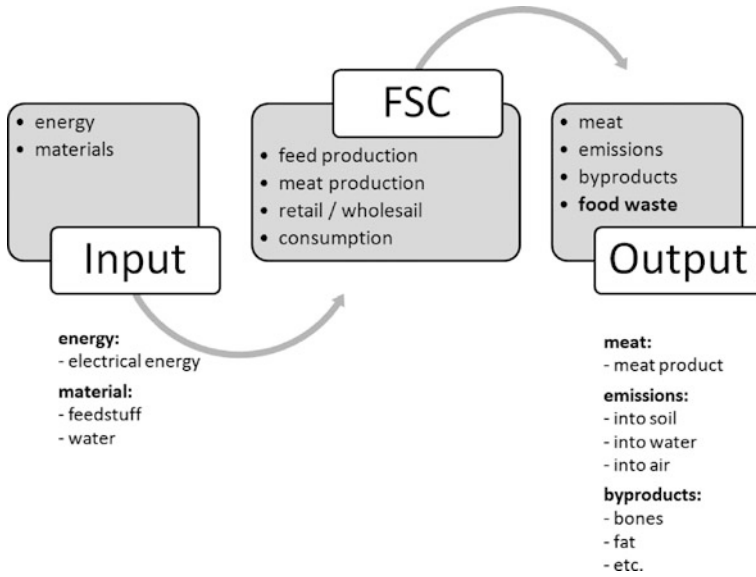 • energy
• materials
Input
energy:
- electrical energy
material:
- feedstuff
- water
FSC
• feed production
• meat production
• retail / wholesail
• consumption
• meat
• emissions
• byproducts
• food waste
Output
meat:
- meat product
emissions:
- into soil
- into water
- into air
byproducts:
- bones
- fat
- etc.